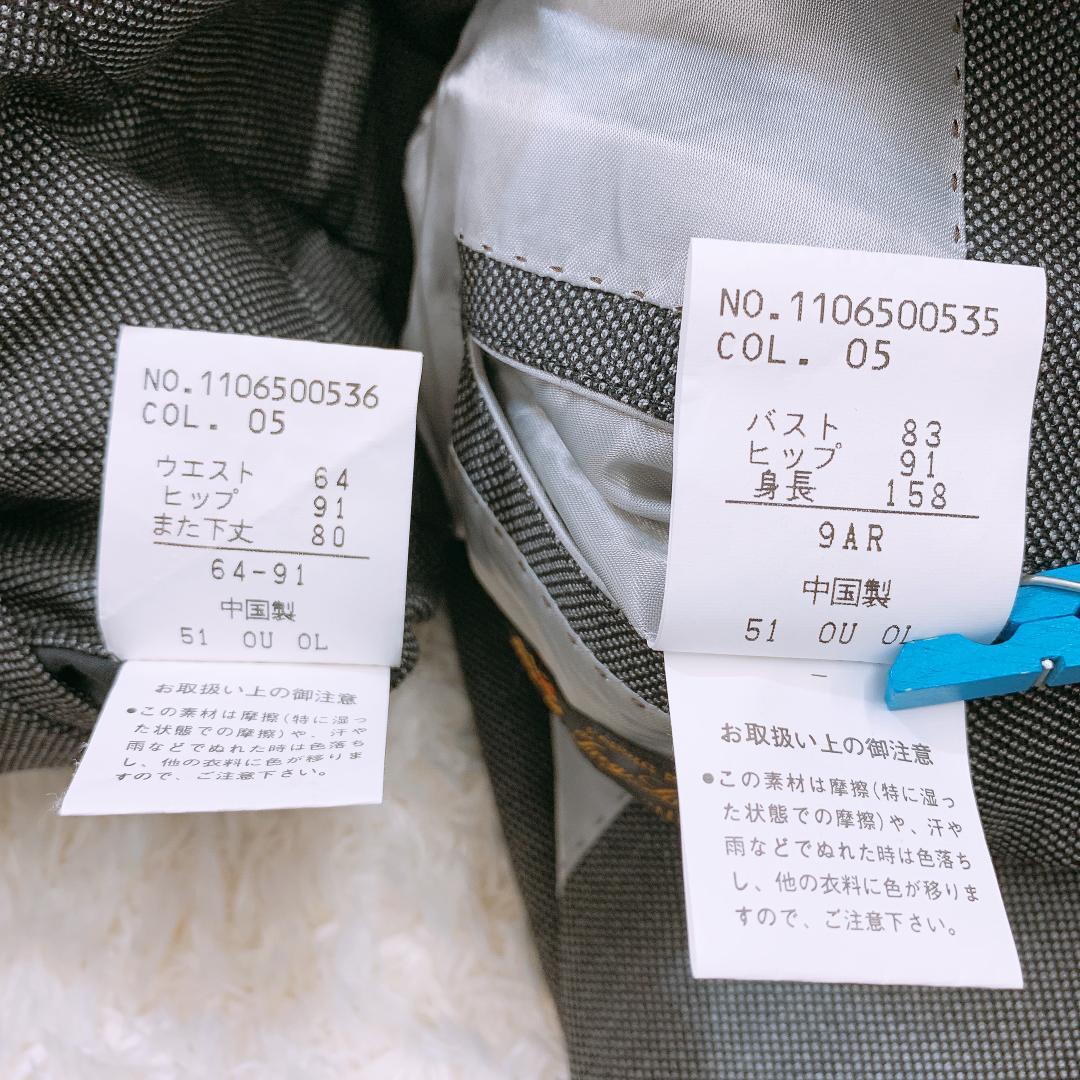 NO.1106500536
COL. 05
ウエスト 64
ヒップ 91
また下丈 80
64-91
中国製
51 OU OL
お取扱い上の御注意
●この素材は摩擦(特に湿っ
た状態での摩擦)や、汗や
雨などでぬれた時は色落ち
し、他の衣料に色が移りま
すので、ご注意下さい。
NO.1106500535
COL. 05
バスト 83
ヒップ 91
身長 158
9AR
中国製
51 OU OL
お取扱い上の御注意
●この素材は摩擦(特に湿っ
た状態での摩擦)や、汗や
雨などでぬれた時は色落ち
し、他の衣料に色が移りま
すので、ご注意下さい。